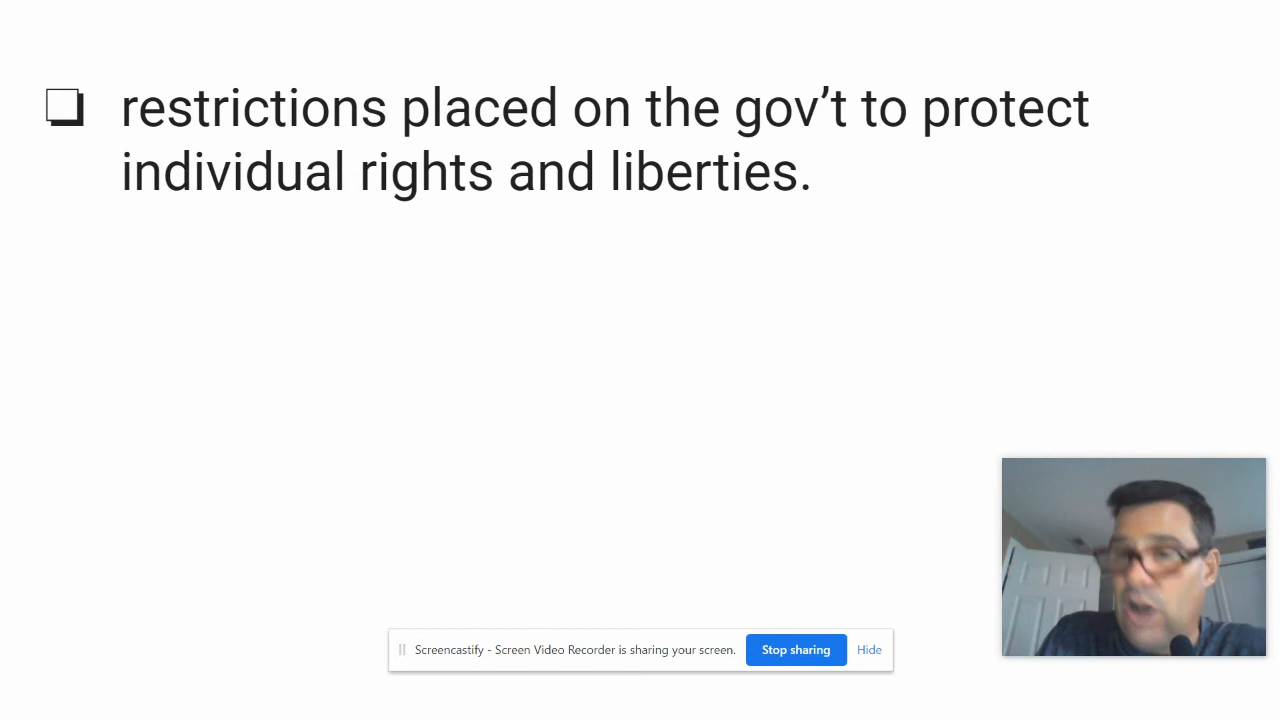 ❏ restrictions placed on the gov’t to protect
individual rights and liberties.
Screencastify - Screen Video Recorder is sharing your screen. Stop sharing Hide